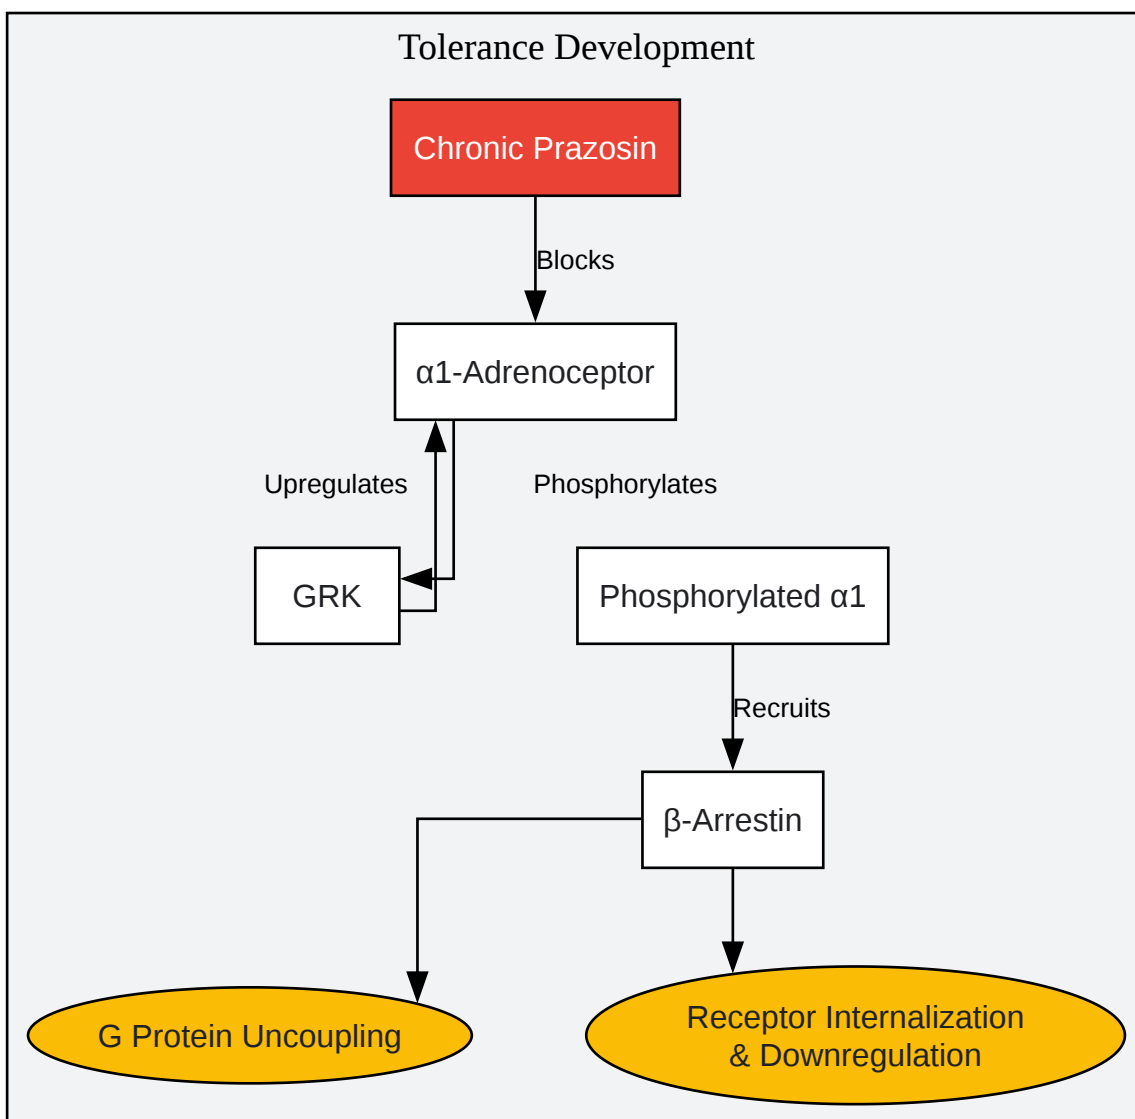 Tolerance Development
Chronic Prazosin
Blocks
α1-Adrenoceptor
Upregulates
Phosphorylates
GRK
Phosphorylated α1
Recruits
β-Arrestin
G Protein Uncoupling
Receptor Internalization
& Downregulation